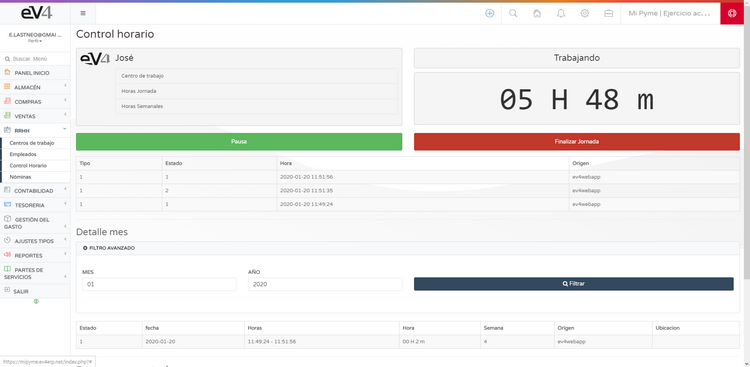 eV4
Mi Pyme | Ejercicio ac...
E.LASTNEO@GMAI ...
Perfil
Buscar Menú
PANEL INICIO
ALMACÉN
COMPRAS
VENTAS
RRHH
Centros de trabajo
Empleados
Control Horario
Nóminas
CONTABILIDAD
TESORERIA
GESTIÓN DEL
GASTO
AJUSTES TIPOS
REPORTES
PARTES DE
SERVICIOS
SALIR
https://mipyme.ev4erp.net/index.php?#
Control horario
eV4 José
Centro de trabajo
Horas Jornada
Horas Semanales
Trabajando
05 H 48 m
Pausa
Finalizar Jornada
Tipo Estado Hora Origen
1 1 2020-01-20 11:51:56 ev4webapp
1 2 2020-01-20 11:51:35 ev4webapp
1 1 2020-01-20 11:49:24 ev4webapp
Detalle mes
FILTRO AVANZADO
MES AÑO
01 2020 Filtrar
Estado fecha Horas Hora Semana Origen Ubicacion
1 2020-01-20 11:49:24 - 11:51:56 00 H 2 m 4 ev4webapp